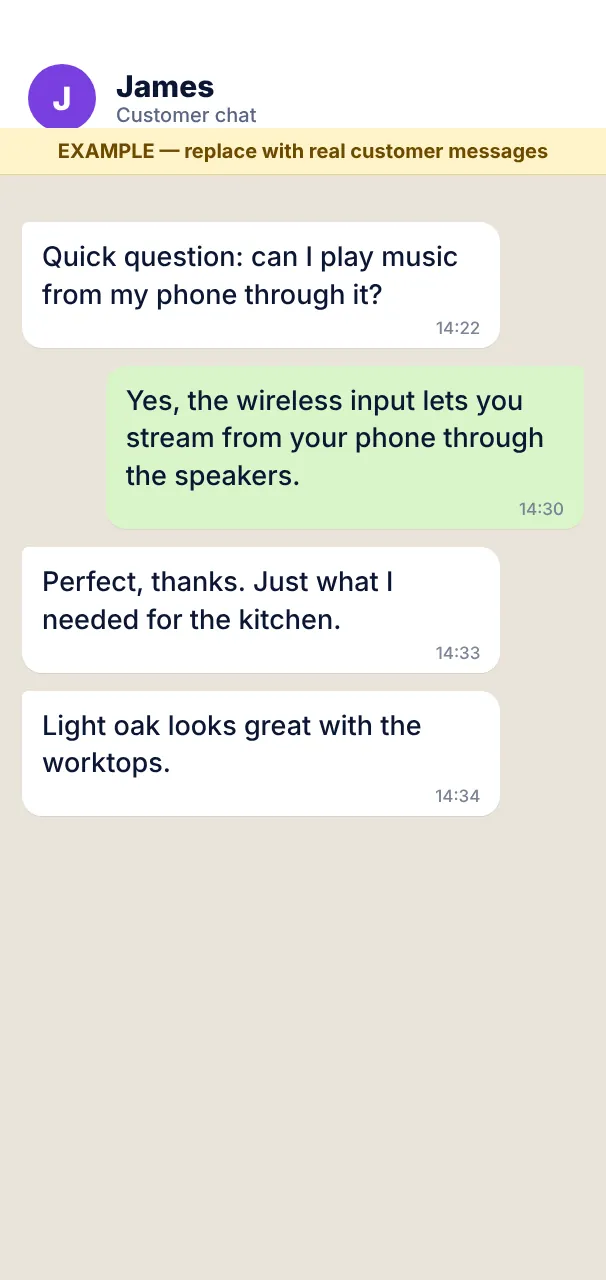 J
James
Customer chat
EXAMPLE — replace with real customer messages
Quick question: can I play music
from my phone through it?
14:22
Yes, the wireless input lets you
stream from your phone through
the speakers.
14:30
Perfect, thanks. Just what I
needed for the kitchen.
14:33
Light oak looks great with the
worktops.
14:34